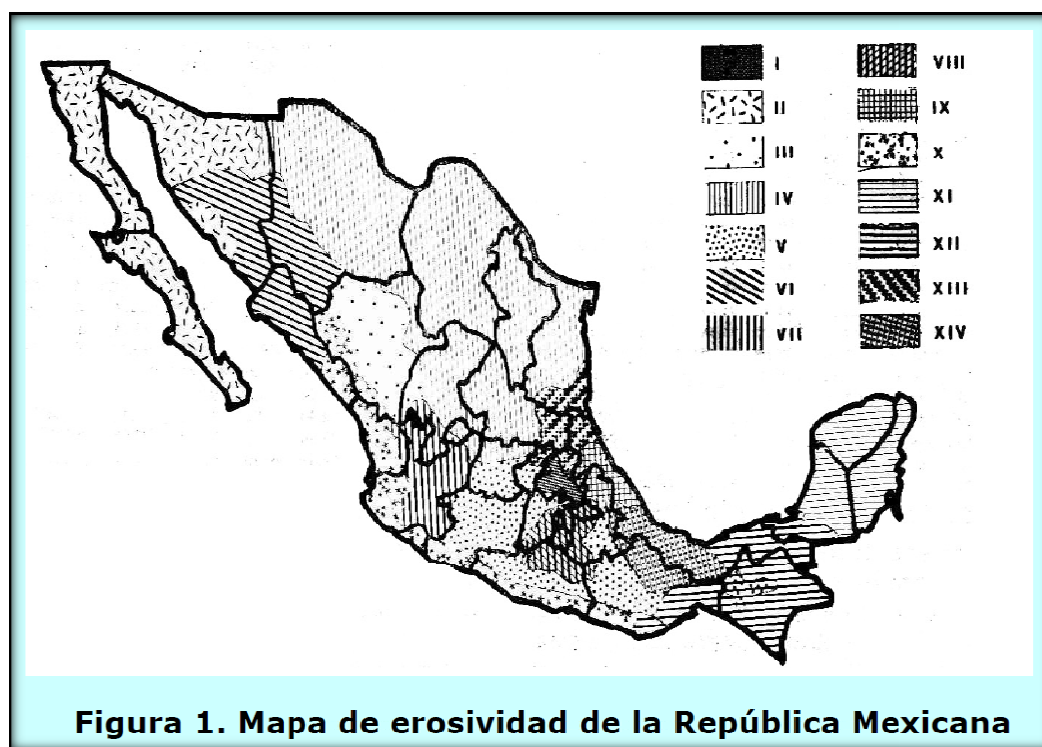 I
II
III
IV
V
VI
VII
VIII
IX
X
XI
XII
XIII
XIV
Figura 1. Mapa de erosividad de la República Mexicana